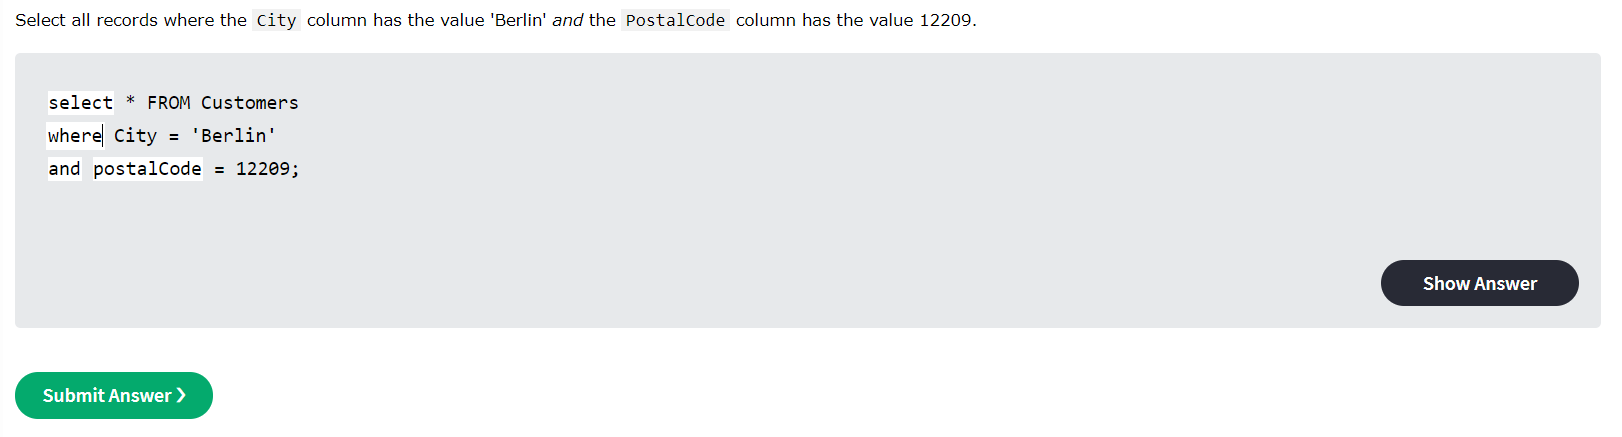 Select all records where the City column has the value 'Berlin' and the PostalCode column has the value 12209.
select * FROM Customers
where City = 'Berlin'
and postalCode = 12209;
Show Answer
Submit Answer ❯